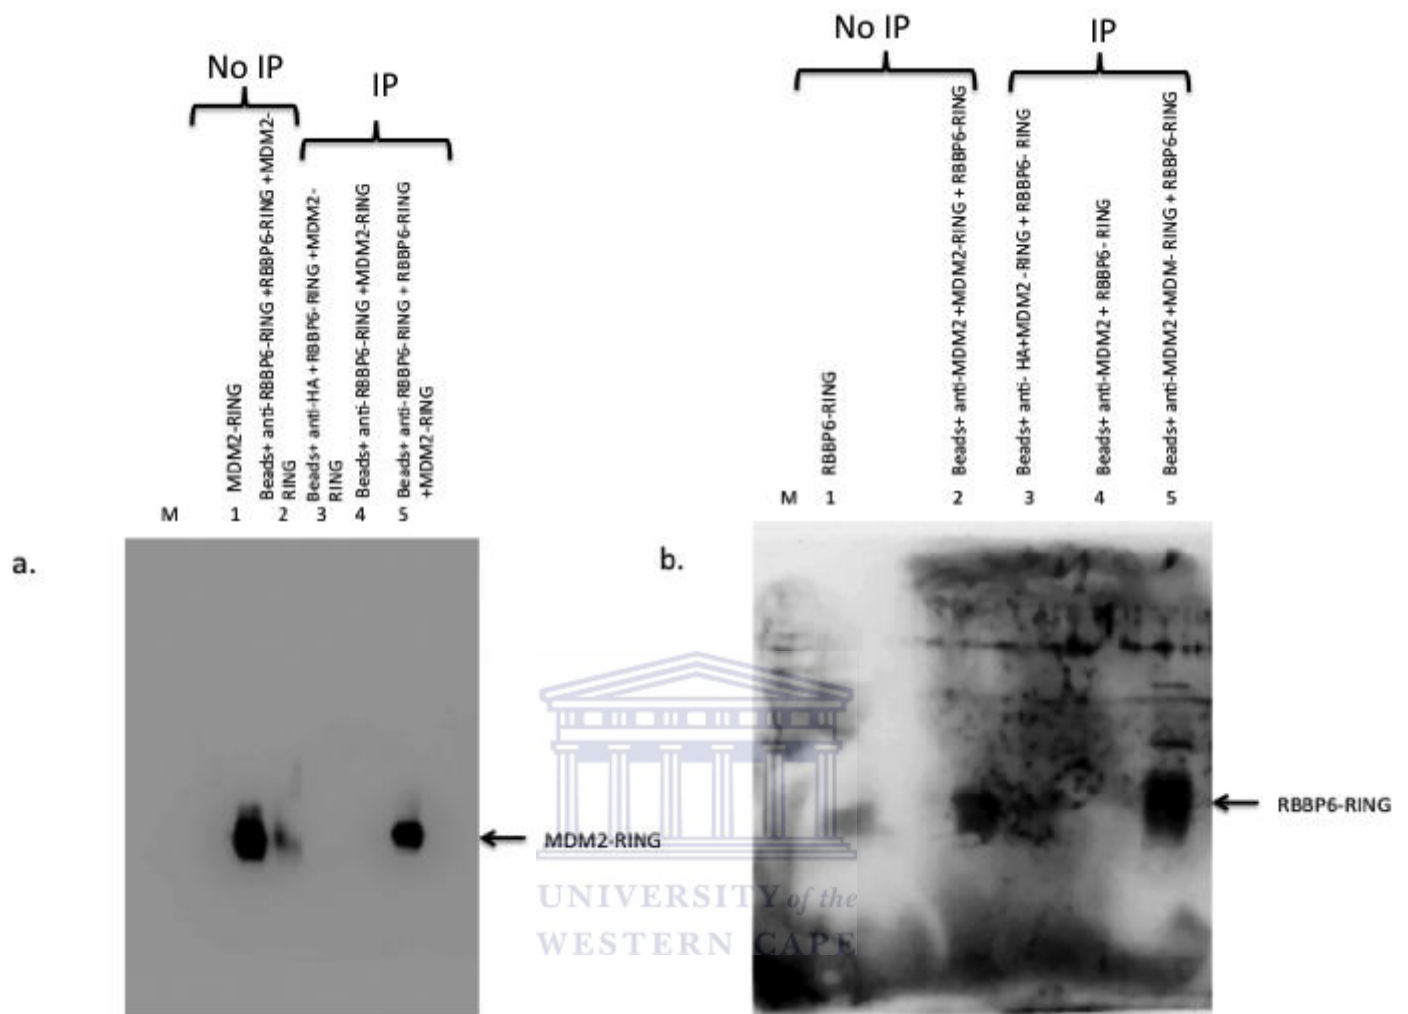 No IP
IP
MDM2-RING
Beads+ anti-RBBP6-RING +RBBP6-RING +MDM2-
RING
Beads+ anti-HA + RBBP6-RING +MDM2-
RING
Beads+ anti-RBBP6-RING +MDM2-RING
Beads+ anti- RBBP6- RING + RBBP6-RING
+MDM2-RING
M 1 2 3 4 5
a.
MDM2-RING
No IP
IP
RBBP6-RING
Beads+ anti-MDM2 +MDM2-RING + RBBP6-RING
Beads+ anti- HA+MDM2 -RING + RBBP6- RING
Beads+ anti-MDM2 + RBBP6- RING
Beads+ anti-MDM2 +MDM- RING + RBBP6-RING
M 1 2 3 4 5
b.
RBBP6-RING
UNIVERSITY of the
WESTERN CAPE